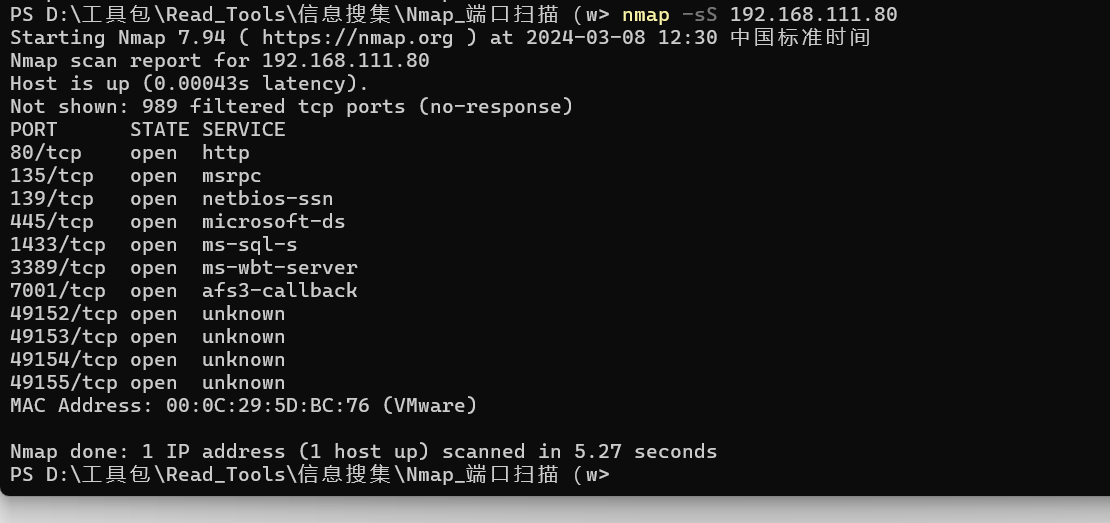 PS D:\工具包\Read_Tools\信息搜集\Nmap_端口扫描 (w> nmap -sS 192.168.111.80
Starting Nmap 7.94 ( https://nmap.org ) at 2024-03-08 12:30 中国标准时间
Nmap scan report for 192.168.111.80
Host is up (0.00043s latency).
Not shown: 989 filtered tcp ports (no-response)
PORT      STATE SERVICE
80/tcp    open  http
135/tcp   open  msrpc
139/tcp   open  netbios-ssn
445/tcp   open  microsoft-ds
1433/tcp  open  ms-sql-s
3389/tcp  open  ms-wbt-server
7001/tcp  open  afs3-callback
49152/tcp open  unknown
49153/tcp open  unknown
49154/tcp open  unknown
49155/tcp open  unknown
MAC Address: 00:0C:29:5D:BC:76 (VMware)
Nmap done: 1 IP address (1 host up) scanned in 5.27 seconds
PS D:\工具包\Read_Tools\信息搜集\Nmap_端口扫描 (w>